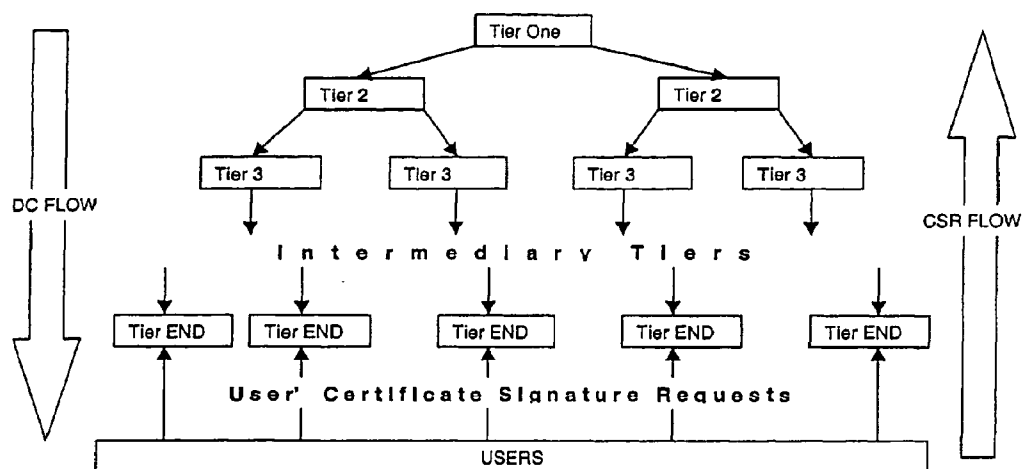 Tier One
Tier 2 Tier 2
Tier 3 Tier 3 Tier 3 Tier 3
DC FLOW
CSR FLOW
Intermediary Tiers
Tier END Tier END Tier END Tier END Tier END
User' Certificate Signature Requests
USERS